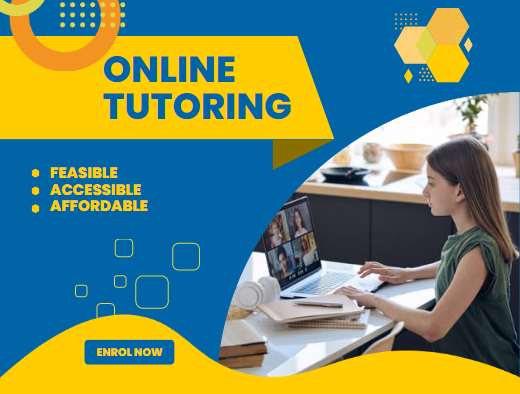 ONLINE
TUTORING
FEASIBLE
ACCESSIBLE
AFFORDABLE
ENROL NOW